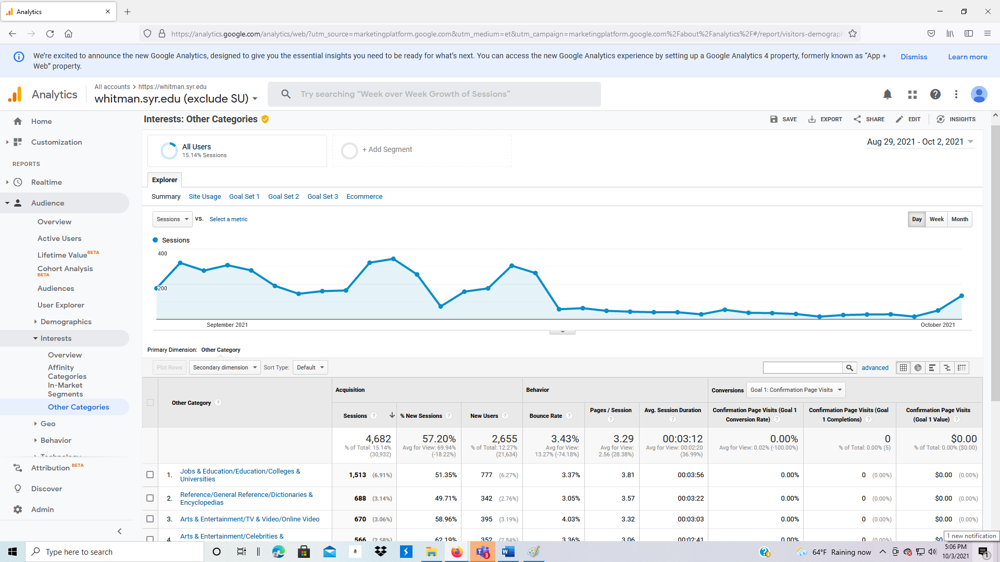 Analytics
https://analytics.google.com/analytics/web/?utm_source=marketingplatform.google.com&utm_medium=et&utm_campaign=marketingplatform.google.com%2Fabout%2Fanalytics%2F#/report/visitors-demograph
We're excited to announce the new Google Analytics, designed to give you the essential insights you need to be ready for what's next. You can access the new Google Analytics experience by setting up a Google Analytics 4 property, formerly known as "App +
Web" property.
Dismiss
Learn more
Analytics
All accounts > https://whitman.syr.edu
whitman.syr.edu (exclude SU)
Try searching "Week over Week Growth of Sessions"
Home
Customization
REPORTS
Realtime
Audience
Overview
Active Users
Lifetime Value BETA
Cohort Analysis
BETA
Audiences
User Explorer
Demographics
Interests
Overview
Affinity
Categories
In-Market
Segments
Other Categories
Geo
Behavior
Technology
Attribution BETA
Discover
Admin
Interests: Other Categories
SAVE
EXPORT
SHARE
EDIT
INSIGHTS
All Users
15.14% Sessions
+ Add Segment
Aug 29, 2021 - Oct 2, 2021
Explorer
Summary Site Usage Goal Set 1 Goal Set 2 Goal Set 3 Ecommerce
Sessions vs. Select a metric
Day Week Month
Sessions
400
200
September 2021
October 2021
Primary Dimension: Other Category
Plot Rows Secondary dimension Sort Type: Default
advanced
Other Category
Acquisition
Behavior
Conversions Goal 1: Confirmation Page Visits
Sessions
% New Sessions
New Users
Bounce Rate
Pages / Session
Avg. Session Duration
Confirmation Page Visits (Goal 1
Conversion Rate)
Confirmation Page Visits (Goal
1 Completions)
Confirmation Page Visits
(Goal 1 Value)
4,682
% of Total: 15.14%
(30,932)
57.20%
Avg for View: 69.94%
(-18.22%)
2,655
% of Total: 12.27%
(21,634)
3.43%
Avg for View:
13.27% (-74.18%)
3.29
Avg for View:
2.56 (28.38%)
00:03:12
Avg for View: 00:02:20
(36.99%)
0.00%
Avg for View: 0.02% (-100.00%)
0
% of Total: 0.00% (5)
$0.00
% of Total: 0.00% ($0.00)
1. Jobs & Education/Education/Colleges &
Universities
1,513 (6.91%) 51.35% 777 (6.27%) 3.37% 3.81 00:03:56 0.00% 0 (0.00%) $0.00 (0.00%)
2. Reference/General Reference/Dictionaries &
Encyclopedias
688 (3.14%) 49.71% 342 (2.76%) 3.05% 3.57 00:03:22 0.00% 0 (0.00%) $0.00 (0.00%)
3. Arts & Entertainment/TV & Video/Online Video
670 (3.06%) 58.96% 395 (3.19%) 4.03% 3.32 00:03:03 0.00% 0 (0.00%) $0.00 (0.00%)
4. Arts & Entertainment/Celebrities &
566 (2.58%) 62.19% 352 (2.84%) 3.36% 3.06 00:02:41 0.00% 0 (0.00%)
1 new notification
Type here to search
a
3
64°F Raining now
5:06 PM
10/3/2021
1